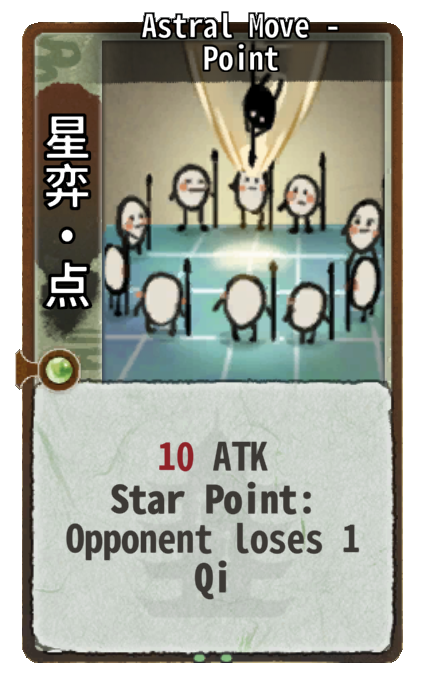 Astral Move -
Point
星弈·点
10 ATK
Star Point:
Opponent loses 1
Qi